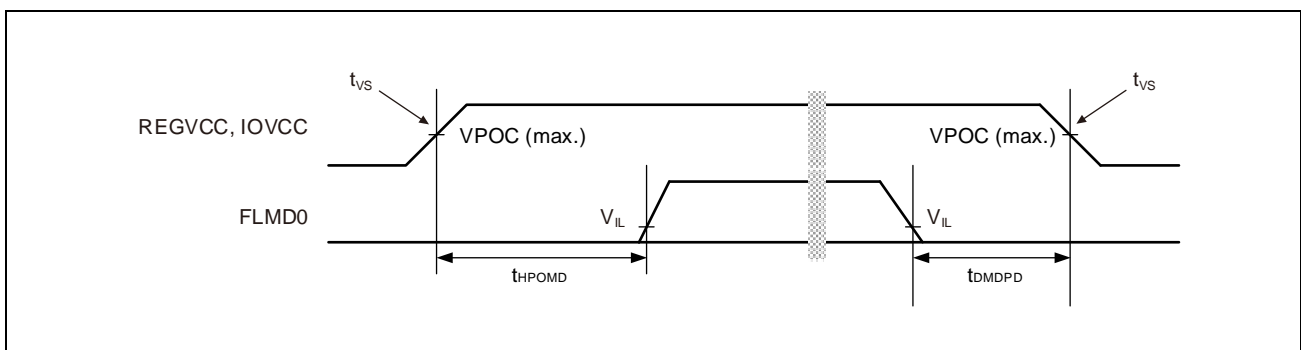 tVS
tVS
REGVCC, IOVCC
VPOC (max.)
VPOC (max.)
FLMD0
VIL
VIL
tHPOMD
tDMDPD